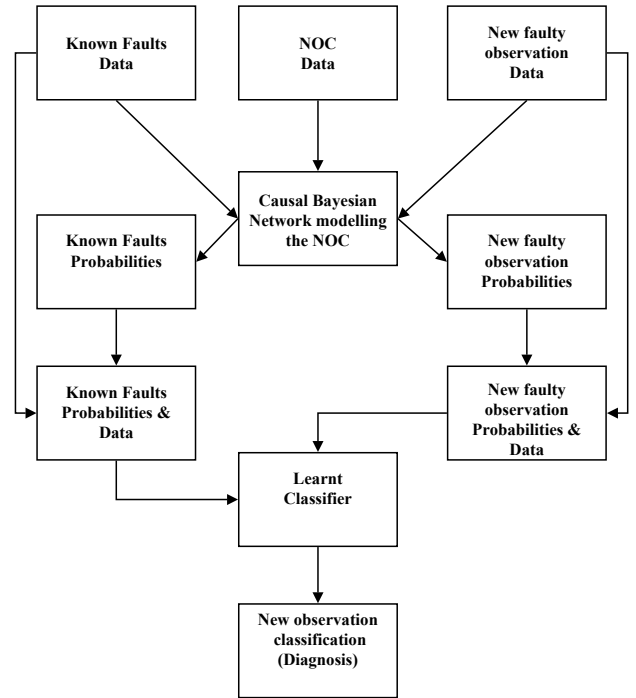 Known Faults
Data
NOC
Data
New faulty
observation
Data
Causal Bayesian
Network modelling
the NOC
Known Faults
Probabilities
New faulty
observation
Probabilities
Known Faults
Probabilities &
Data
New faulty
observation
Probabilities &
Data
Learnt
Classifier
New observation
classification
(Diagnosis)